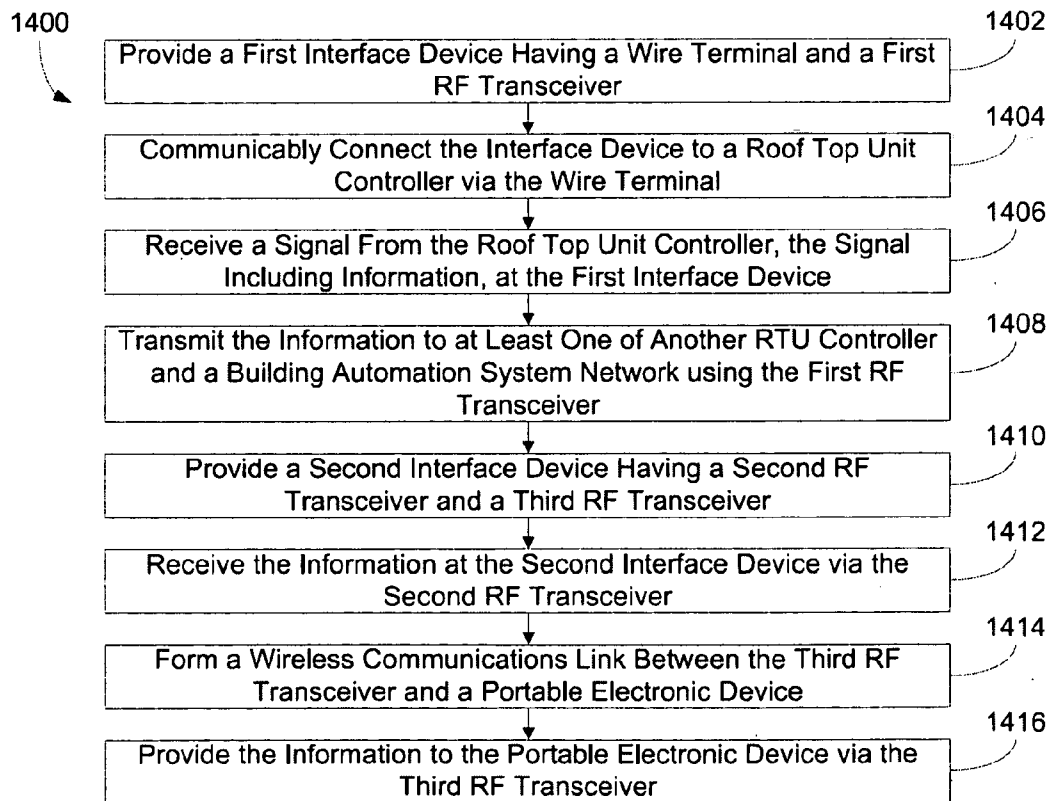 1400
1402
Provide a First Interface Device Having a Wire Terminal and a First
RF Transceiver
1404
Communicably Connect the Interface Device to a Roof Top Unit
Controller via the Wire Terminal
1406
Receive a Signal From the Roof Top Unit Controller, the Signal
Including Information, at the First Interface Device
1408
Transmit the Information to at Least One of Another RTU Controller
and a Building Automation System Network using the First RF
Transceiver
1410
Provide a Second Interface Device Having a Second RF
Transceiver and a Third RF Transceiver
1412
Receive the Information at the Second Interface Device via the
Second RF Transceiver
1414
Form a Wireless Communications Link Between the Third RF
Transceiver and a Portable Electronic Device
1416
Provide the Information to the Portable Electronic Device via the
Third RF Transceiver